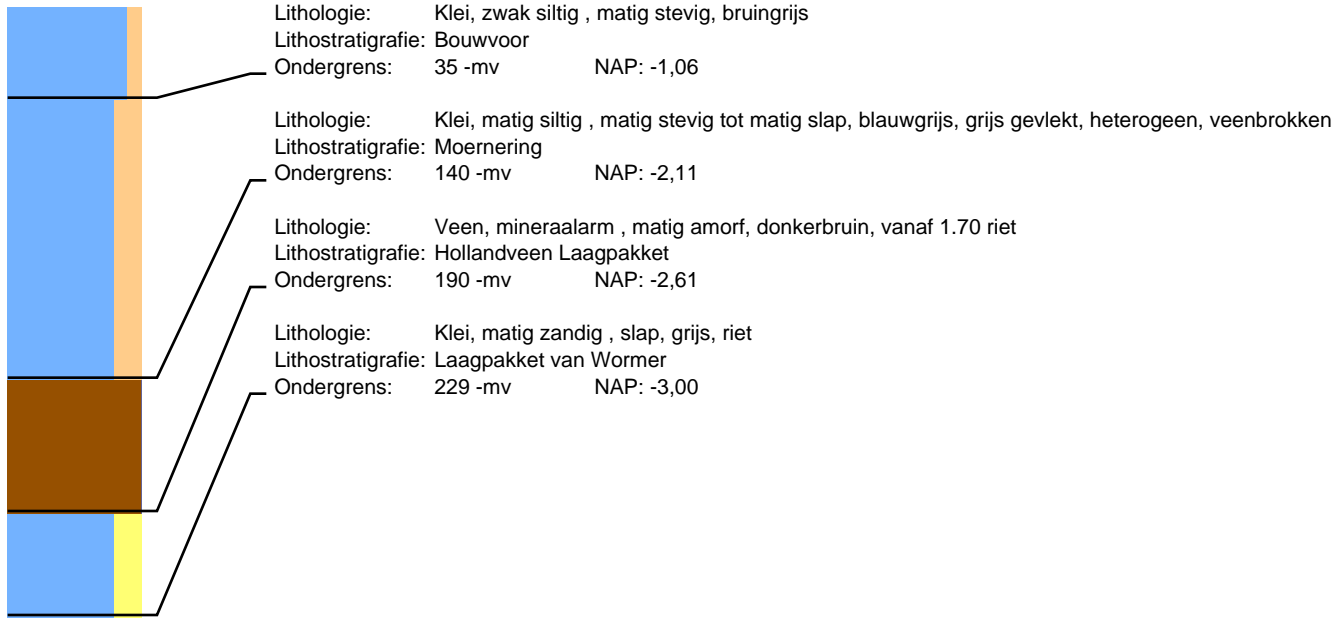 Lithologie: Klei, zwak siltig , matig stevig, bruingrijs
Lithostratigrafie: Bouwvoor
Ondergrens: 35 -mv NAP: -1,06
Lithologie: Klei, matig siltig , matig stevig tot matig slap, blauwgrijs, grijs gevlekt, heterogeen, veenbrokken
Lithostratigrafie: Moernering
Ondergrens: 140 -mv NAP: -2,11
Lithologie: Veen, mineraalarm , matig amorf, donkerbruin, vanaf 1.70 riet
Lithostratigrafie: Hollandveen Laagpakket
Ondergrens: 190 -mv NAP: -2,61
Lithologie: Klei, matig zandig , slap, grijs, riet
Lithostratigrafie: Laagpakket van Wormer
Ondergrens: 229 -mv NAP: -3,00